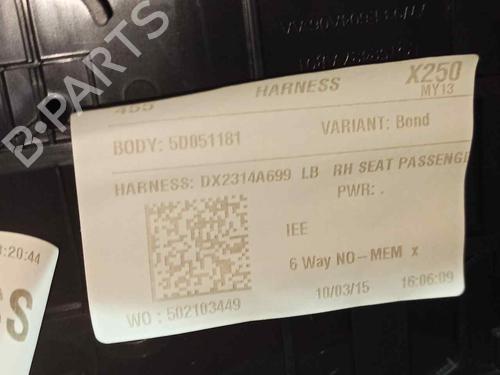 HARNESS X250
MY13
BODY: 5D051181 VARIANT: Bond
HARNESS: DX2314A699 LB RH SEAT PASSENGE
PWR: .
IEE
6 Way NO-MEM x
WO: 502103449 10/03/15 16:06:09
:20:44
B-PARTS